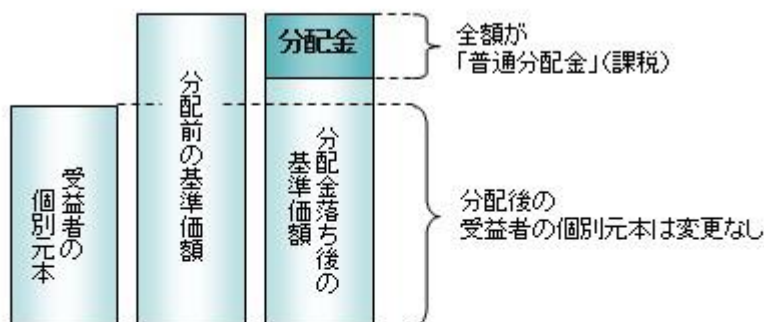 受益者の
個別元本
分配前の基準価額
分配金
分配金落ち後の
基準価額
全額が
「普通分配金」(課税)
分配後の
受益者の個別元本は変更なし